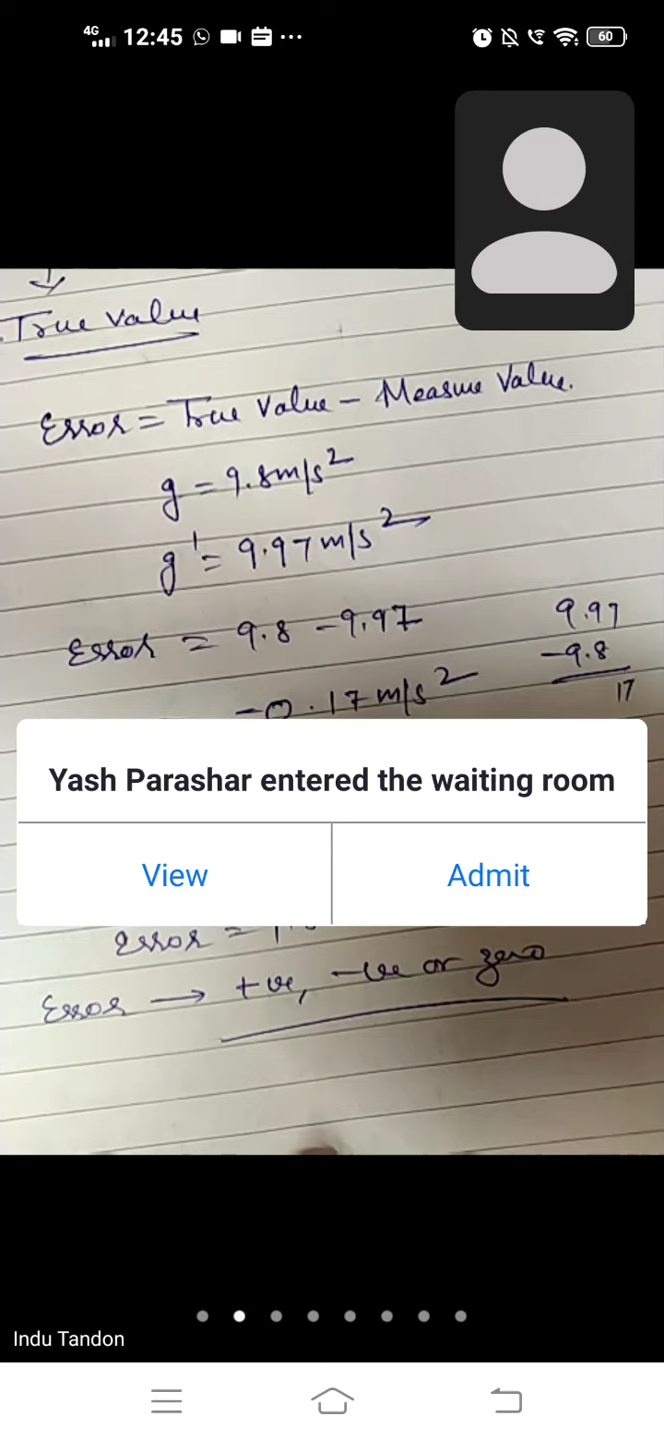 4G 12:45 60
True Value
Error = True Value - Measure Value.
g = 9.8m/s²
g' = 9.97 m/s²
Error = 9.8 - 9.97
9.97
-9.8
17
-0.17 m/s²
Yash Parashar entered the waiting room
View Admit
error =
Error → +ve, -ve or zero
Indu Tandon